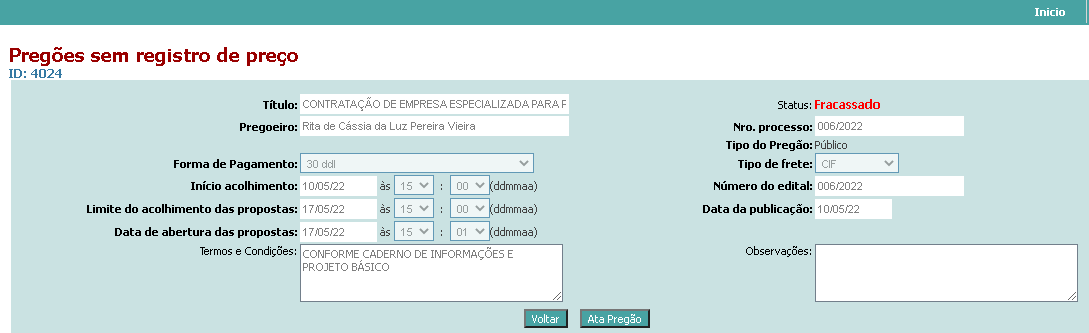 Inicio
Pregões sem registro de preço
ID: 4024
Título: CONTRATAÇÃO DE EMPRESA ESPECIALIZADA PARA F Status: Fracassado
Pregoeiro: Rita de Cássia da Luz Pereira Vieira Nro. processo: 006/2022
Tipo do Pregão: Público
Forma de Pagamento: 30 ddl Tipo de frete: CIF
Início acolhimento: 10/05/22 às 15 : 00 (ddmmaa) Número do edital: 006/2022
Limite do acolhimento das propostas: 17/05/22 às 15 : 00 (ddmmaa) Data da publicação: 10/05/22
Data de abertura das propostas: 17/05/22 às 15 : 01 (ddmmaa)
Termos e Condições: CONFORME CADERNO DE INFORMAÇÕES E Observações:
PROJETO BÁSICO
Voltar Ata Pregão